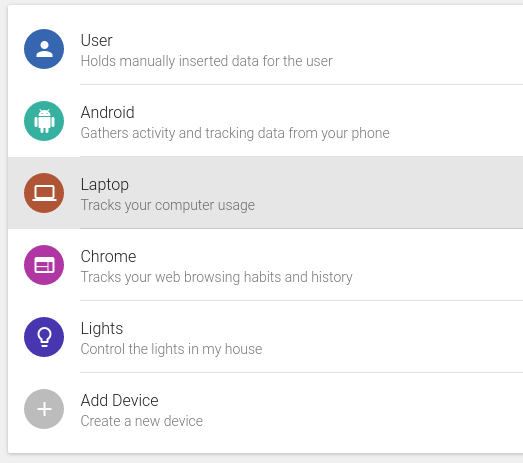 User
Holds manually inserted data for the user
Android
Gathers activity and tracking data from your phone
Laptop
Tracks your computer usage
Chrome
Tracks your web browsing habits and history
Lights
Control the lights in my house
Add Device
Create a new device